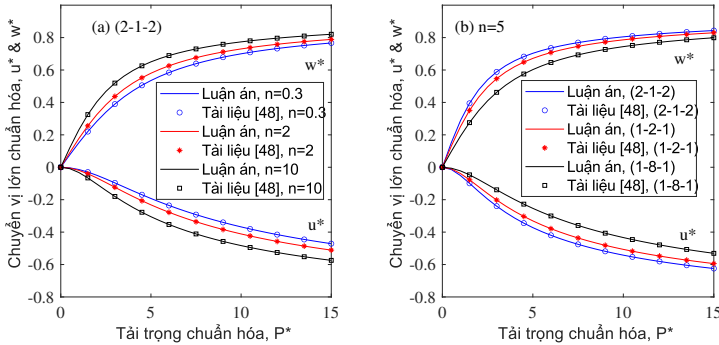 (a) (2-1-2)
Chuyển vị lớn chuẩn hóa, u* & w*
0.8
0.6
0.4
0.2
0
-0.2
-0.4
-0.6
-0.8
w*
Luận án, n=0.3
Tài liệu [48], n=0.3
Luận án, n=2
Tài liệu [48], n=2
Luận án, n=10
Tài liệu [48], n=10
u*
0
5
10
15
Tải trọng chuẩn hóa, P*
(b) n=5
Chuyển vị lớn chuẩn hóa, u* & w*
0.8
0.6
0.4
0.2
0
-0.2
-0.4
-0.6
-0.8
w*
Luận án, (2-1-2)
Tài liệu [48], (2-1-2)
Luận án, (1-2-1)
Tài liệu [48], (1-2-1)
Luận án, (1-8-1)
Tài liệu [48], (1-8-1)
u*
0
5
10
15
Tải trọng chuẩn hóa, P*